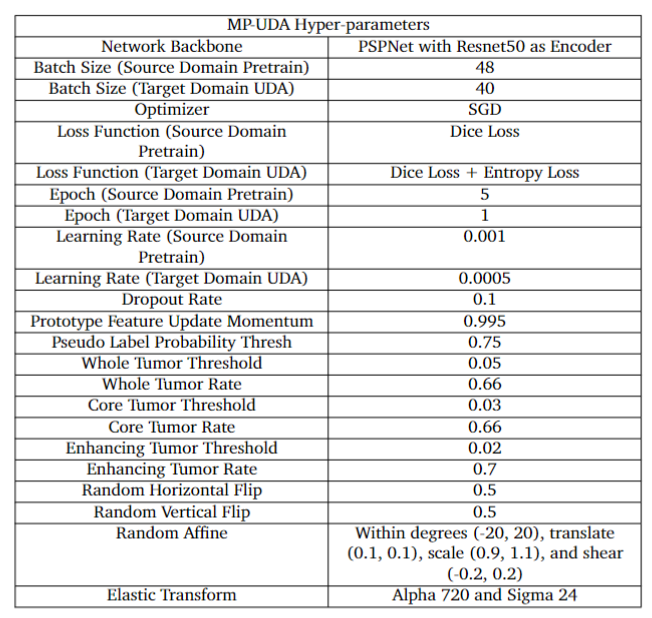 MP-UDA Hyper-parameters
Network Backbone PSPNet with Resnet50 as Encoder
Batch Size (Source Domain Pretrain) 48
Batch Size (Target Domain UDA) 40
Optimizer SGD
Loss Function (Source Domain Dice Loss
Pretrain)
Loss Function (Target Domain UDA) Dice Loss + Entropy Loss
Epoch (Source Domain Pretrain) 5
Epoch (Target Domain UDA) 1
Learning Rate (Source Domain 0.001
Pretrain)
Learning Rate (Target Domain UDA) 0.0005
Dropout Rate 0.1
Prototype Feature Update Momentum 0.995
Pseudo Label Probability Thresh 0.75
Whole Tumor Threshold 0.05
Whole Tumor Rate 0.66
Core Tumor Threshold 0.03
Core Tumor Rate 0.66
Enhancing Tumor Threshold 0.02
Enhancing Tumor Rate 0.7
Random Horizontal Flip 0.5
Random Vertical Flip 0.5
Random Affine Within degrees (-20, 20), translate
(0.1, 0.1), scale (0.9, 1.1), and shear
(-0.2, 0.2)
Elastic Transform Alpha 720 and Sigma 24